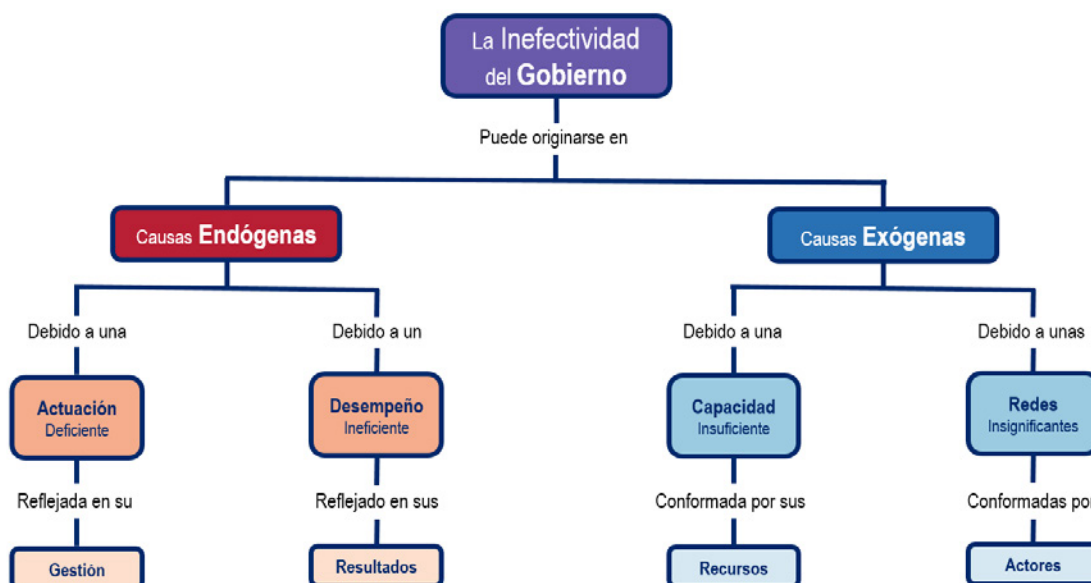 La Inefectividad
del Gobierno
Puede originarse en
Causas Endógenas
Causas Exógenas
Debido a una
Debido a un
Debido a una
Debido a unas
Actuación
Deficiente
Desempeño
Ineficiente
Capacidad
Insuficiente
Redes
Insignificantes
Reflejada en su
Reflejado en sus
Conformada por sus
Conformadas por
Gestión
Resultados
Recursos
Actores